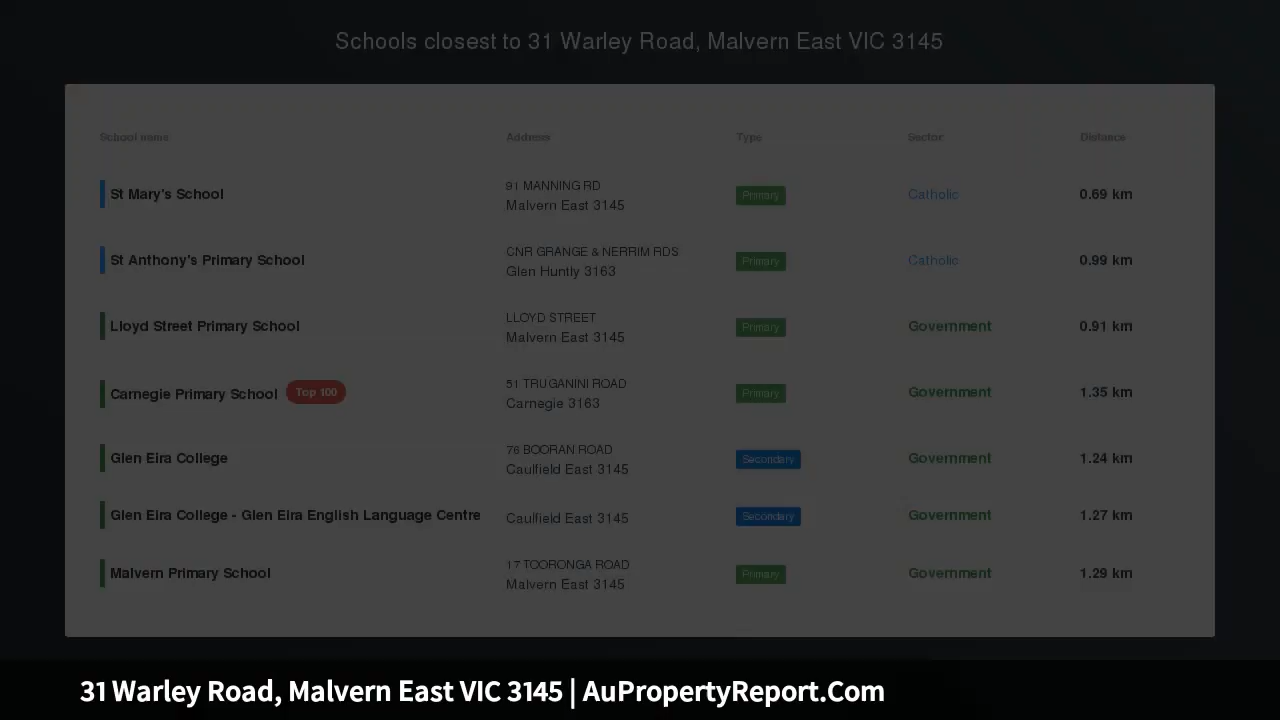 Schools closest to 31 Warley Road, Malvern East VIC 3145
School name Address Type Sector Distance
St Mary's School 91 MANNING RD Malvern East 3145 Primary Catholic 0.69 km
St Anthony's Primary School CNR GRANGE & NERRIM RDS Glen Huntly 3163 Primary Catholic 0.99 km
Lloyd Street Primary School LLOYD STREET Malvern East 3145 Primary Government 0.91 km
Carnegie Primary School Top 100 51 TRUGANINI ROAD Carnegie 3163 Primary Government 1.35 km
Glen Eira College 76 BOORAN ROAD Caulfield East 3145 Secondary Government 1.24 km
Glen Eira College - Glen Eira English Language Centre Caulfield East 3145 Secondary Government 1.27 km
Malvern Primary School 17 TOORONGA ROAD Malvern East 3145 Primary Government 1.29 km
31 Warley Road, Malvern East VIC 3145 | AuPropertyReport.Com